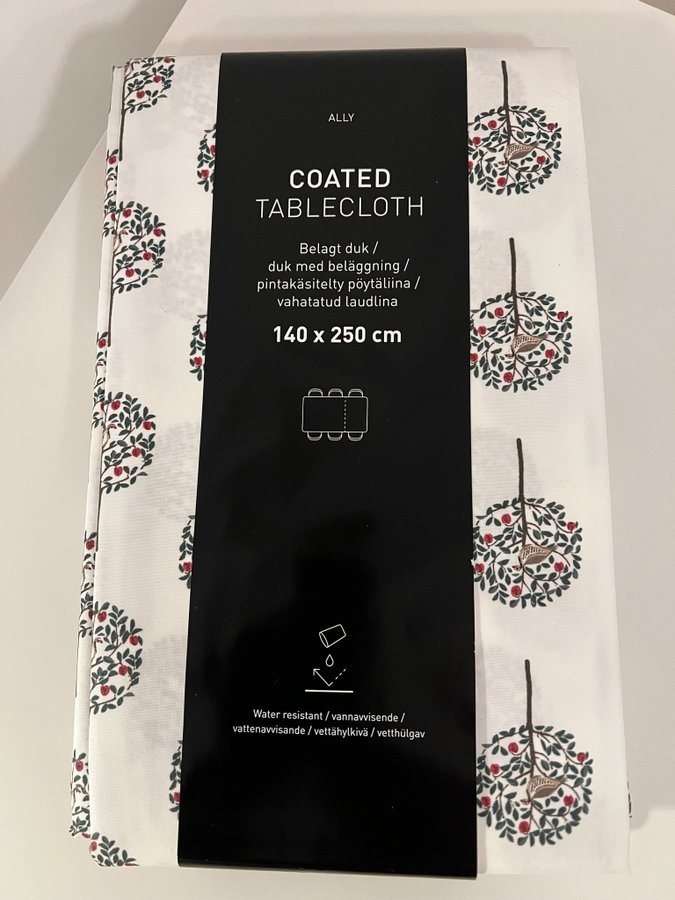 ALLY
COATED
TABLECLOTH
Belagt duk /
duk med beläggning /
pintakäsitelty pöytäliina /
vahatatud laudlina
140 x 250 cm
Water resistant / vannavvisende /
vattenavvisande / vettähylkivä / vetthülgav